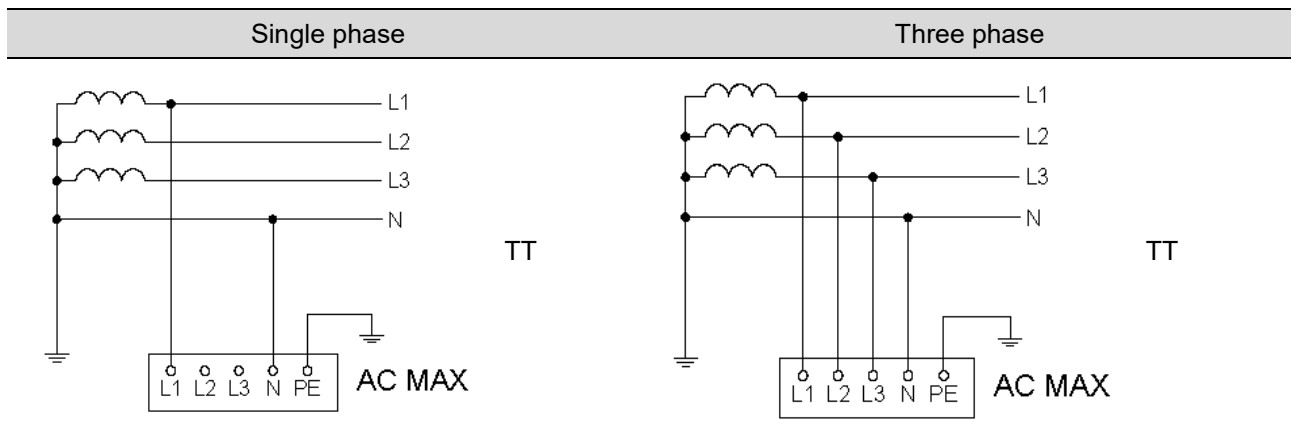 Single phase Three phase
L1 L1
L2 L2
L3 L3
N N
TT TT
L1 L2 L3 N PE AC MAX L1 L2 L3 N PE AC MAX